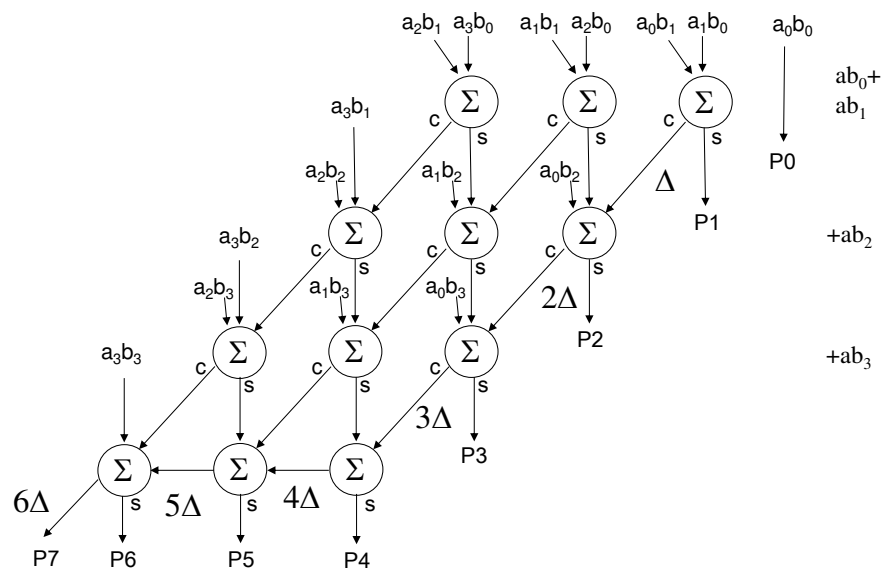 a₂b₁ a₃b₀ a₁b₁ a₂b₀ a₀b₁ a₁b₀ a₀b₀
ab₀+
Σ Σ Σ
a₃b₁ ab₁
c s c s c s
P0
a₂b₂ a₁b₂ a₀b₂ Δ
P1
Σ Σ Σ +ab₂
a₃b₂
c s c s c s
a₂b₃ a₁b₃ a₀b₃ 2Δ
P2
a₃b₃ Σ Σ Σ +ab₃
c s c s c s
3Δ
P3
Σ Σ Σ
6Δ s 5Δ s 4Δ s
P7 P6 P5 P4